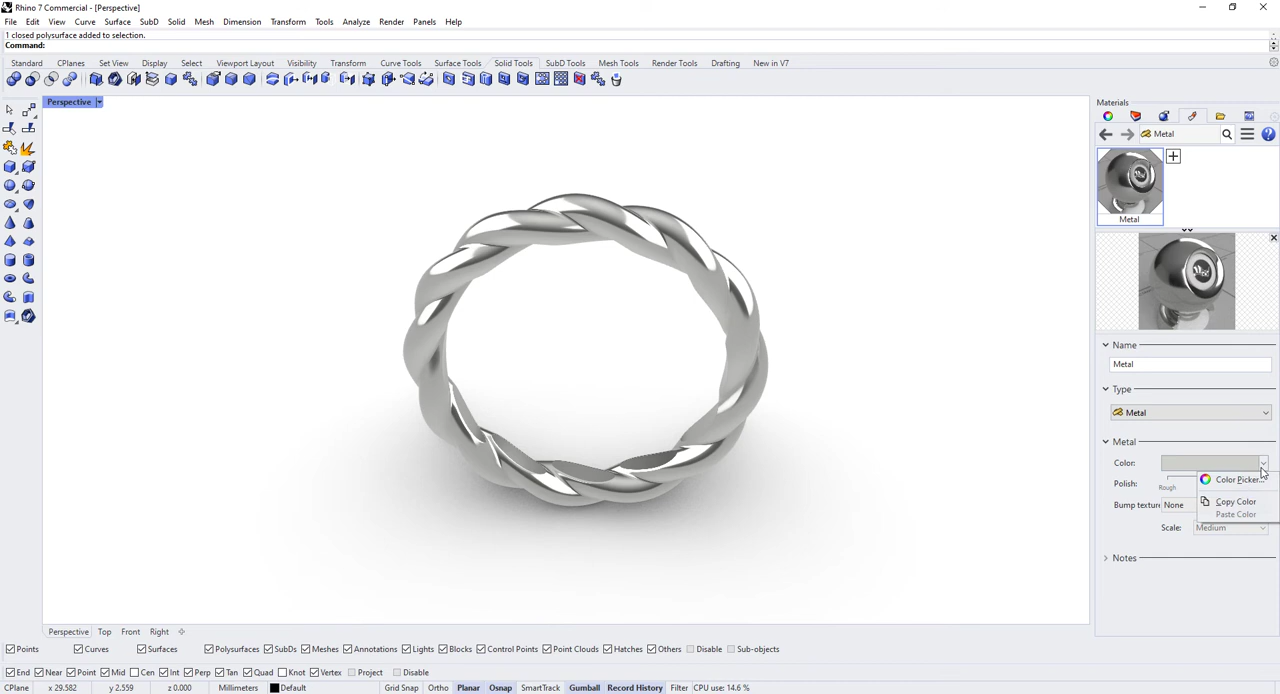 Rhino 7 Commercial - [Perspective]
File Edit View Curve Surface SubD Solid Mesh Dimension Transform Tools Analyze Render Panels Help
1 closed polysurface added to selection.
Command:
Standard CPlanes Set View Display Select Viewport Layout Visibility Transform Curve Tools Surface Tools Solid Tools SubD Tools Mesh Tools Render Tools Drafting New in V7
Perspective
Materials
Metal
Metal
Name
Metal
Type
Metal
Metal
Color:
Color Picker...
Polish: Rough
Copy Color
Bump texture None
Paste Color
Scale: Medium
Notes
Perspective Top Front Right
Points Curves Surfaces Polysurfaces SubDs Meshes Annotations Lights Blocks Control Points Point Clouds Hatches Others Disable Sub-objects
End Near Point Mid Cen Int Perp Tan Quad Knot Vertex Project Disable
CPlane x 29.582 y 2.559 z 0.000 Millimeters Default Grid Snap Ortho Planar Osnap SmartTrack Gumball Record History Filter CPU use: 14.6 %